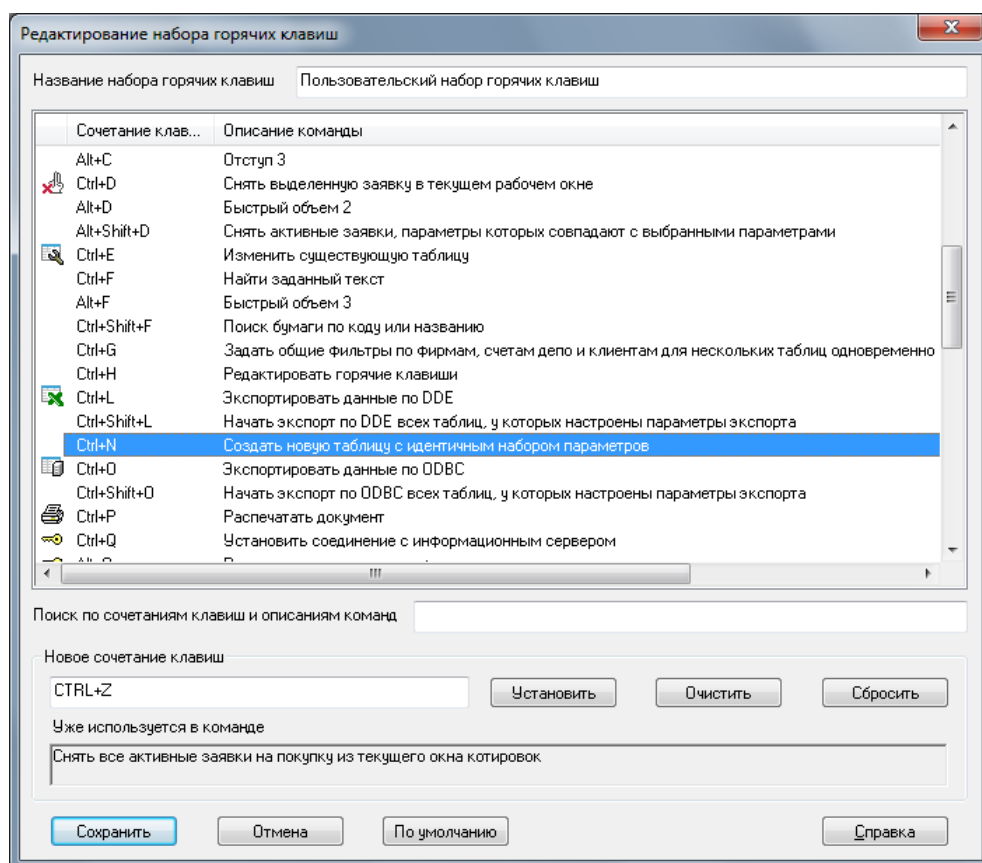 Редактирование набора горячих клавиш
Название набора горячих клавиш Пользовательский набор горячих клавиш
Сочетание клав... Описание команды
Alt+C Отступ 3
Ctrl+D Снять выделенную заявку в текущем рабочем окне
Alt+D Быстрый объем 2
Alt+Shift+D Снять активные заявки, параметры которых совпадают с выбранными параметрами
Ctrl+E Изменить существующую таблицу
Ctrl+F Найти заданный текст
Alt+F Быстрый объем 3
Ctrl+Shift+F Поиск бумаги по коду или названию
Ctrl+G Задать общие фильтры по фирмам, счетам депо и клиентам для нескольких таблиц одновременно
Ctrl+H Редактировать горячие клавиши
Ctrl+L Экспортировать данные по DDE
Ctrl+Shift+L Начать экспорт по DDE всех таблиц, у которых настроены параметры экспорта
Ctrl+N Создать новую таблицу с идентичным набором параметров
Ctrl+O Экспортировать данные по ODBC
Ctrl+Shift+O Начать экспорт по ODBC всех таблиц, у которых настроены параметры экспорта
Ctrl+P Распечатать документ
Ctrl+Q Установить соединение с информационным сервером
Поиск по сочетаниям клавиш и описаниям команд
Новое сочетание клавиш
CTRL+Z Установить Очистить Сбросить
Уже используется в команде
Снять все активные заявки на покупку из текущего окна котировок
Сохранить Отмена По умолчанию Справка